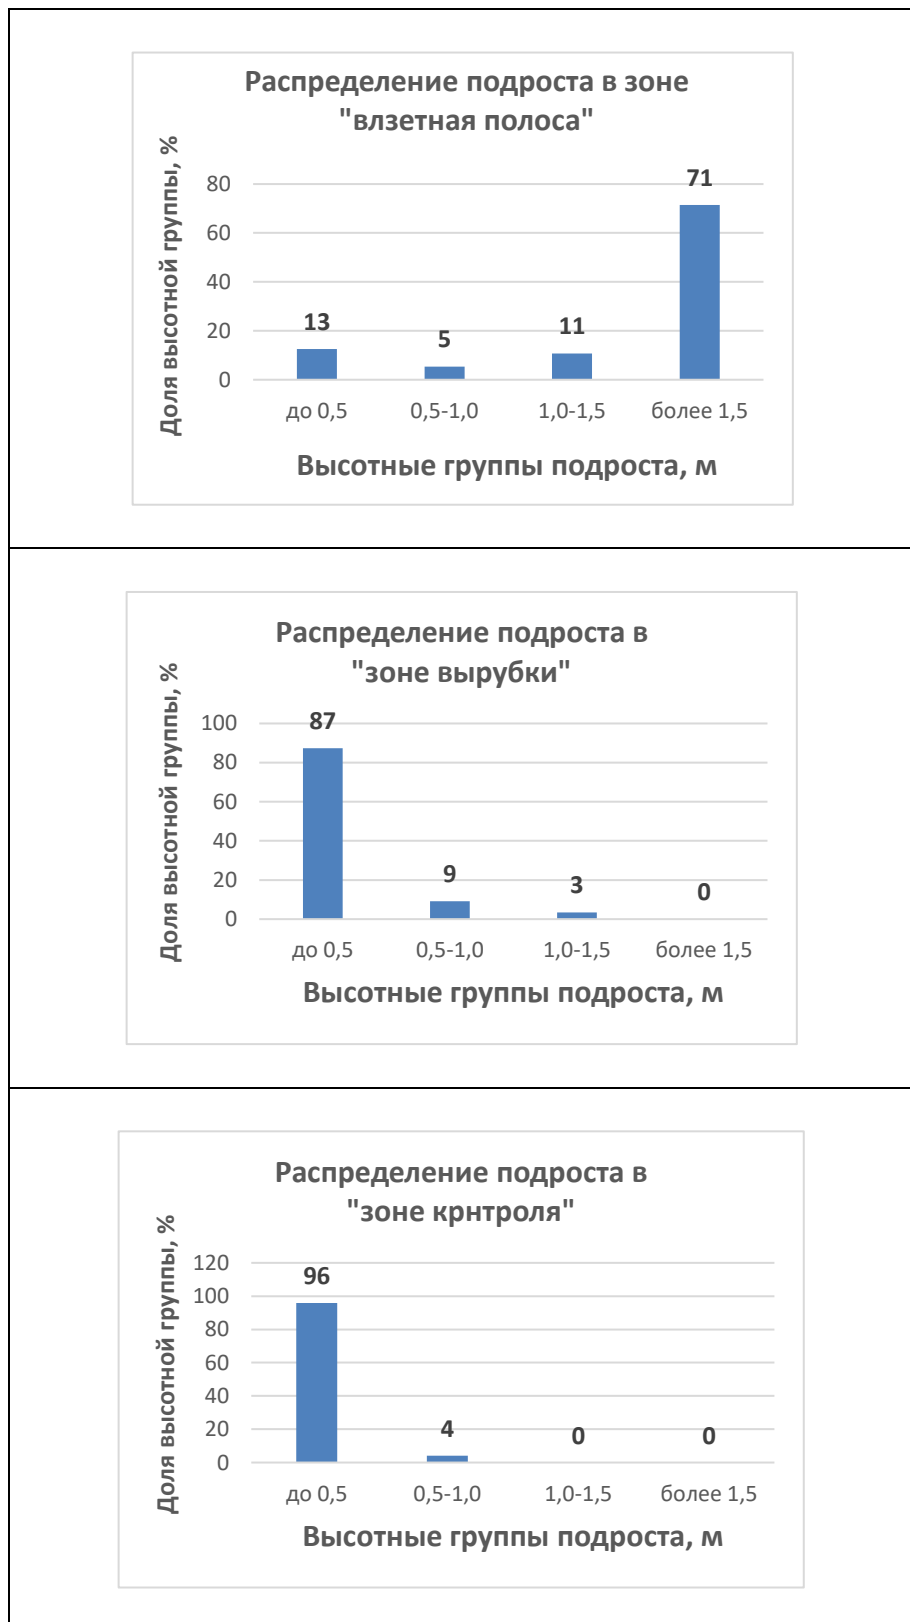 Распределение подроста в зоне
"влзетная полоса"
Доля высотной группы, %
80
60
40
20
0
13
5
11
71
до 0,5
0,5-1,0
1,0-1,5
более 1,5
Высотные группы подроста, м
Распределение подроста в
"зоне вырубки"
Доля высотной группы, %
100
80
60
40
20
0
87
9
3
0
до 0,5
0,5-1,0
1,0-1,5
более 1,5
Высотные группы подроста, м
Распределение подроста в
"зоне крнтроля"
Доля высотной группы, %
120
100
80
60
40
20
0
96
4
0
0
до 0,5
0,5-1,0
1,0-1,5
более 1,5
Высотные группы подроста, м